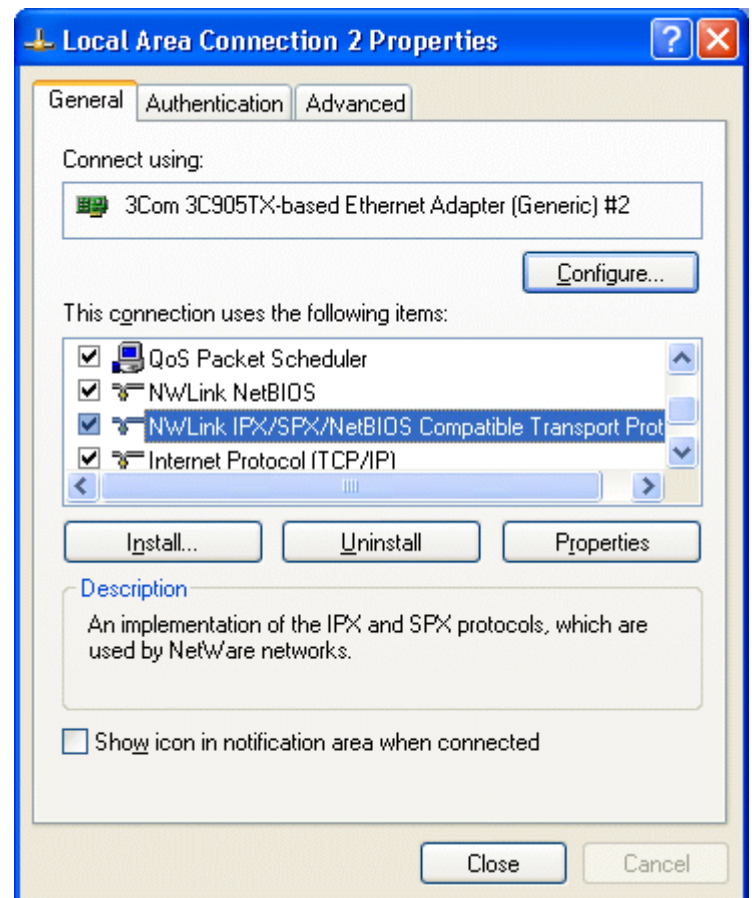 Local Area Connection 2 Properties
General Authentication Advanced
Connect using:
3Com 3C905TX-based Ethernet Adapter (Generic) #2
Configure...
This connection uses the following items:
QoS Packet Scheduler
NWLink NetBIOS
NWLink IPX/SPX/NetBIOS Compatible Transport Prot
Internet Protocol (TCP/IP)
Install... Uninstall Properties
Description
An implementation of the IPX and SPX protocols, which are
used by NetWare networks.
Show icon in notification area when connected
Close Cancel